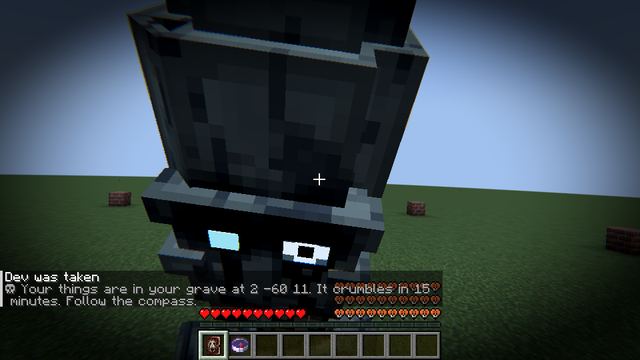 Dev was taken
☠ Your things are in your grave at 2 -60 11. It crumbles in 15
minutes. Follow the compass.